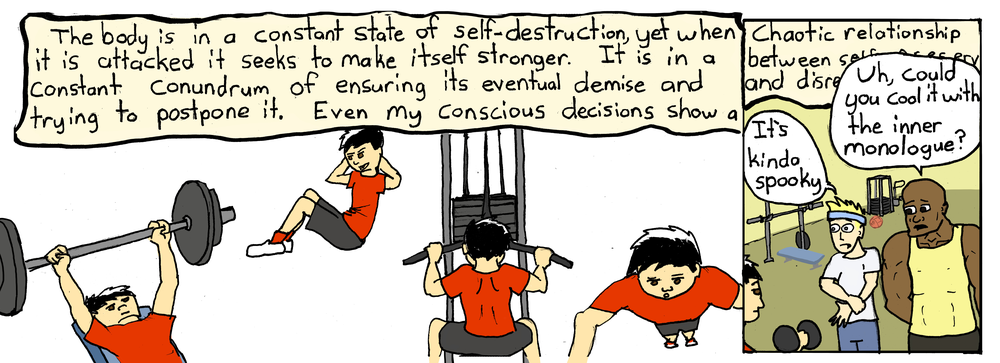 The body is in a constant state of self-destruction, yet when
it is attacked it seeks to make itself stronger. It is in a
constant conundrum of ensuring its eventual demise and
trying to postpone it. Even my conscious decisions show a
Chaotic relationship
between
and
Uh, could
you cool it with
the inner
monologue?
It's
kinda
spooky